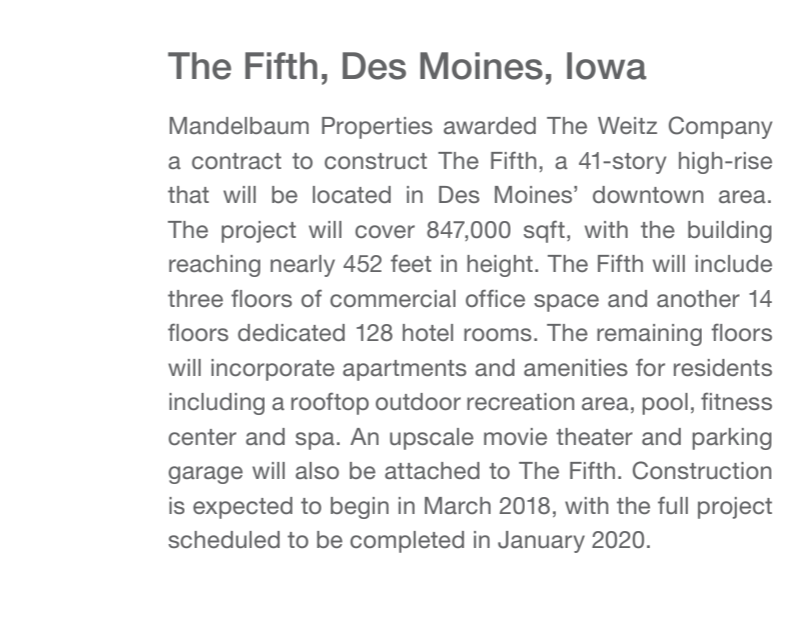 The Fifth, Des Moines, Iowa
Mandelbaum Properties awarded The Weitz Company
a contract to construct The Fifth, a 41-story high-rise
that will be located in Des Moines’ downtown area.
The project will cover 847,000 sqft, with the building
reaching nearly 452 feet in height. The Fifth will include
three floors of commercial office space and another 14
floors dedicated 128 hotel rooms. The remaining floors
will incorporate apartments and amenities for residents
including a rooftop outdoor recreation area, pool, fitness
center and spa. An upscale movie theater and parking
garage will also be attached to The Fifth. Construction
is expected to begin in March 2018, with the full project
scheduled to be completed in January 2020.